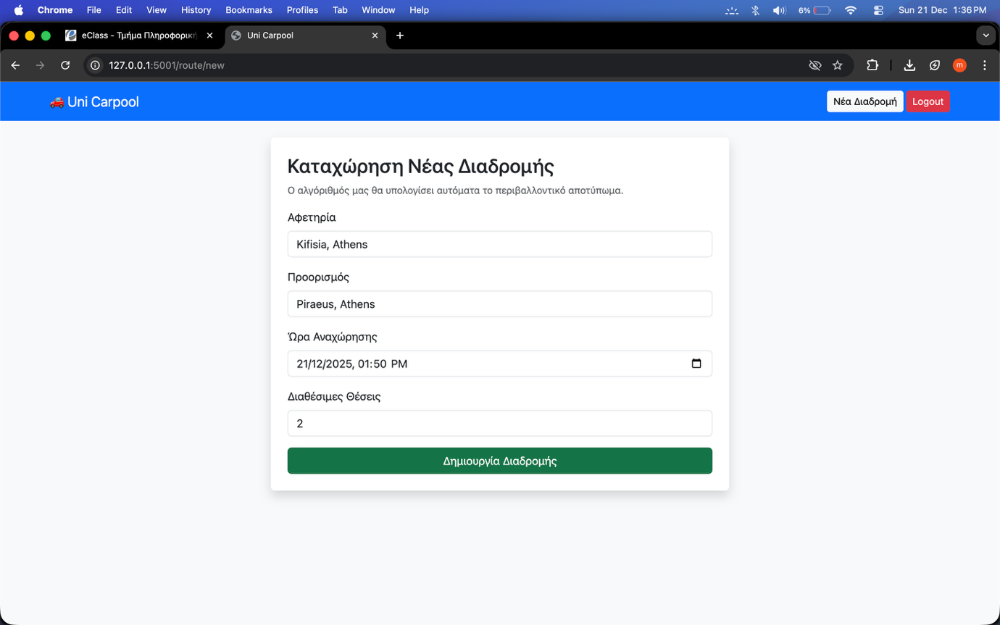 Chrome File Edit View History Bookmarks Profiles Tab Window Help 6% Sun 21 Dec 1:36 PM
eClass - Τμήμα Πληροφορική Uni Carpool
127.0.0.1:5001/route/new m
Uni Carpool Νέα Διαδρομή Logout
Καταχώρηση Νέας Διαδρομής
Ο αλγόριθμός μας θα υπολογίσει αυτόματα το περιβαλλοντικό αποτύπωμα.
Αφετηρία
Kifisia, Athens
Προορισμός
Piraeus, Athens
Ώρα Αναχώρησης
21/12/2025, 01:50 PM
Διαθέσιμες Θέσεις
2
Δημιουργία Διαδρομής